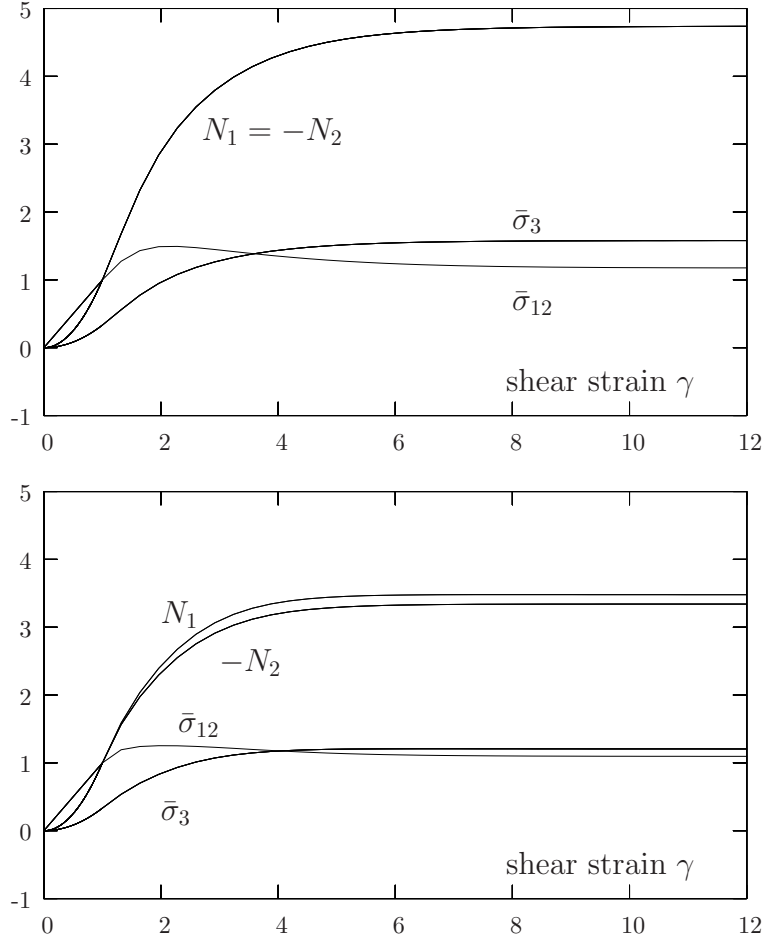 5
4
3
2
1
0
-1
N₁ = −N₂
σ̄₃
σ̄₁₂
shear strain γ
0 2 4 6 8 10 12
5
4
3
2
1
0
-1
N₁
−N₂
σ̄₁₂
σ̄₃
shear strain γ
0 2 4 6 8 10 12